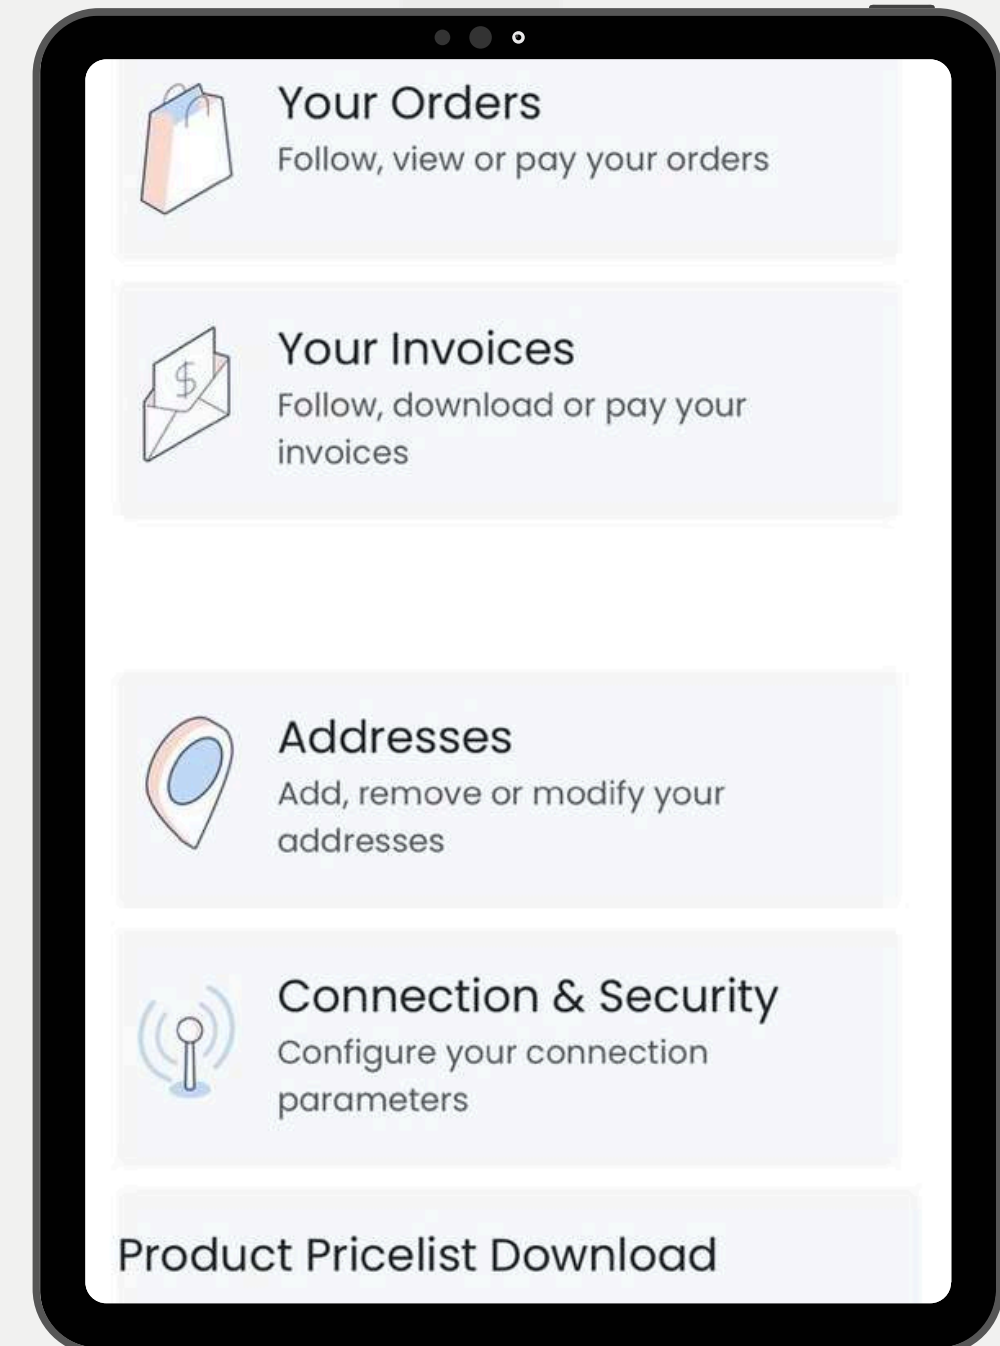 Your Orders
Follow, view or pay your orders
$
Your Invoices
Follow, download or pay your
invoices
Addresses
Add, remove or modify your
addresses
Connection & Security
Configure your connection
parameters
Product Pricelist Download